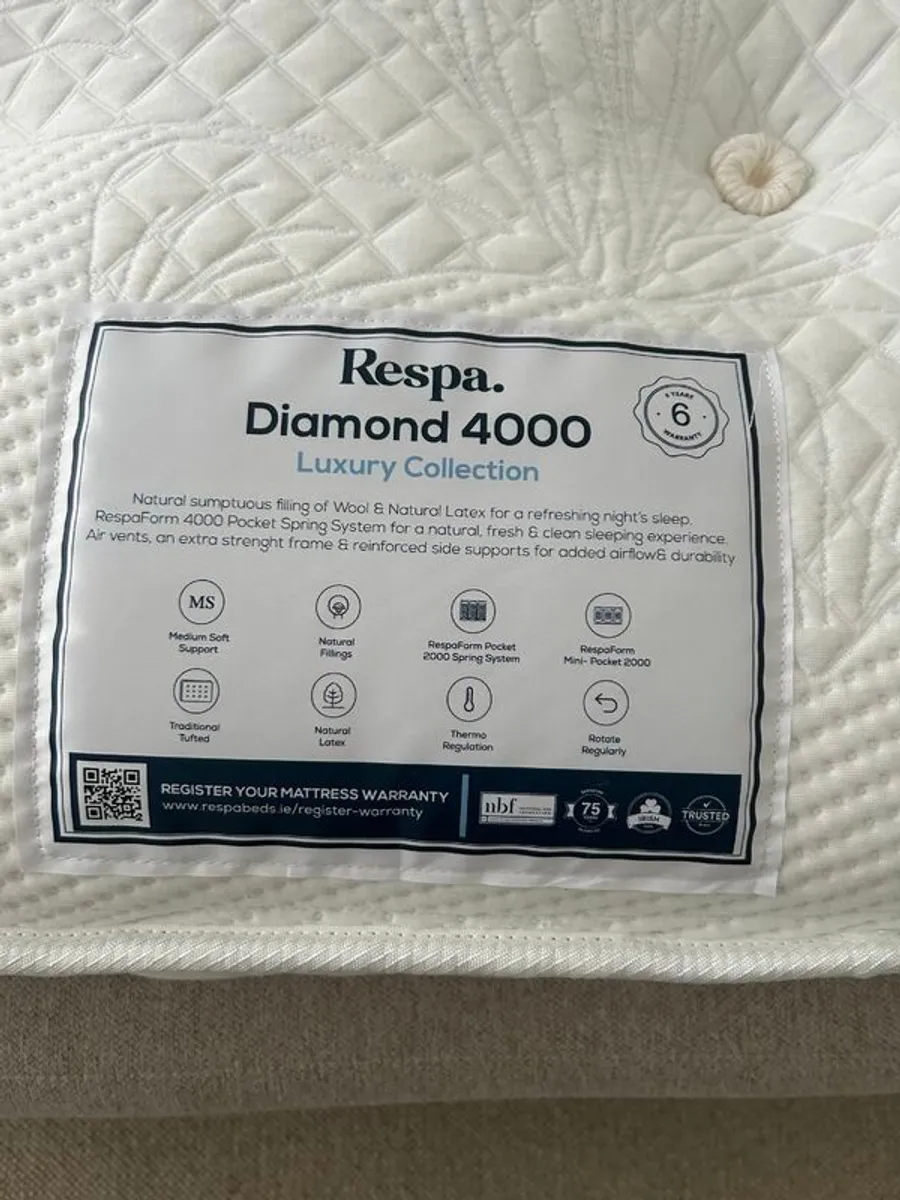 Respa.
Diamond 4000
Luxury Collection
6 YEARS
6
WARRANTY
Natural sumptuous filling of Wool & Natural Latex for a refreshing night's sleep.
RespaForm 4000 Pocket Spring System for a natural, fresh & clean sleeping experience.
Air vents, an extra strenght frame & reinforced side supports for added airflow& durability
MS
Medium Soft
Support
Natural
Fillings
RespaForm Pocket
2000 Spring System
RespaForm
Mini- Pocket 2000
Traditional
Tufted
Natural
Latex
Thermo
Regulation
Rotate
Regularly
REGISTER YOUR MATTRESS WARRANTY
www.respabeds.ie/register-warranty
nbf
75
YEARS
IRISH
TRUSTED